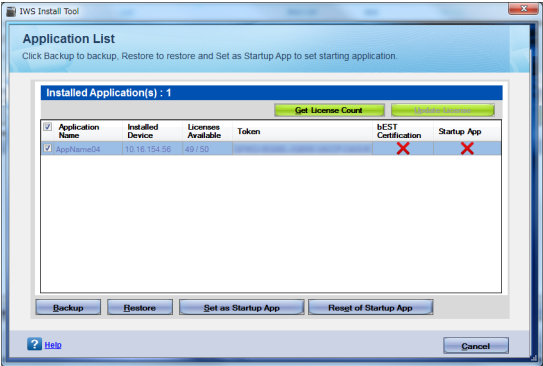 IWS Install Tool
Application List
Click Backup to backup, Restore to restore and Set as Startup App to set starting application.
Installed Application(s) : 1
Get License Count
Update License
Application Name
Installed Device
Licenses Available
Token
bEST Certification
Startup App
AppName04
10.16.154.56
49 / 50
Backup
Restore
Set as Startup App
Reset of Startup App
Help
Cancel